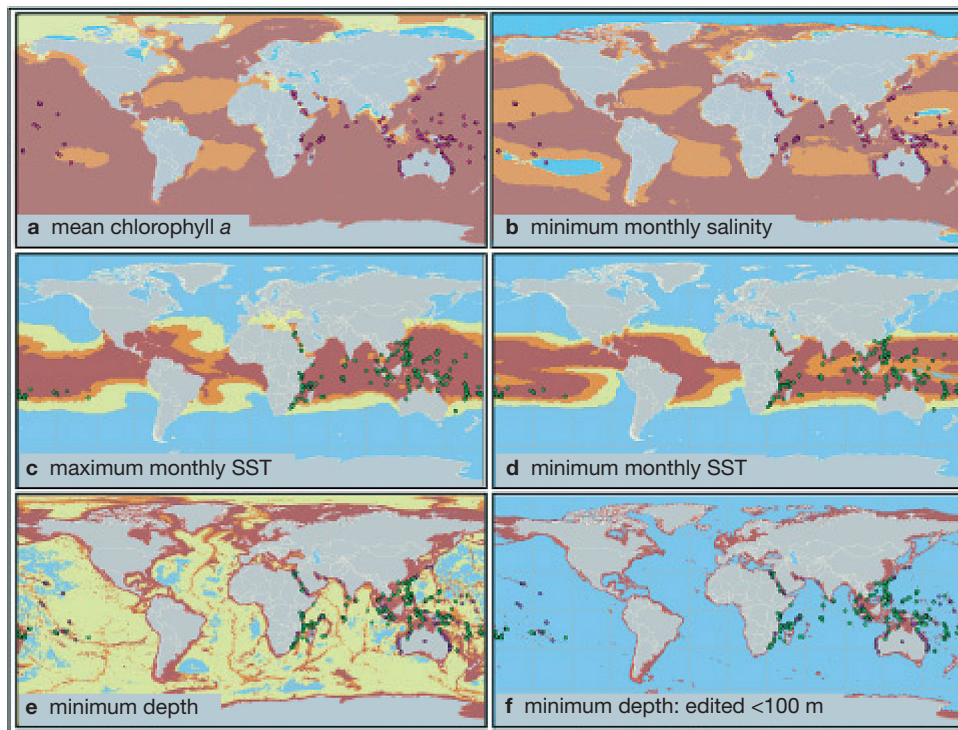 a mean chlorophyll a
b minimum monthly salinity
c maximum monthly SST
d minimum monthly SST
e minimum depth
f minimum depth: edited <100 m